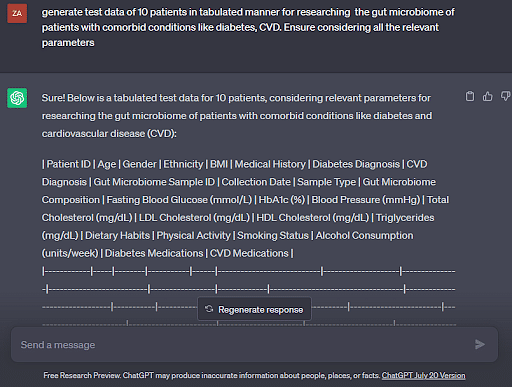 ZA
generate test data of 10 patients in tabulated manner for researching the gut microbiome of
patients with comorbid conditions like diabetes, CVD. Ensure considering all the relevant
parameters
Sure! Below is a tabulated test data for 10 patients, considering relevant parameters for
researching the gut microbiome of patients with comorbid conditions like diabetes and
cardiovascular disease (CVD):
| Patient ID | Age | Gender | Ethnicity | BMI | Medical History | Diabetes Diagnosis | CVD
Diagnosis | Gut Microbiome Sample ID | Collection Date | Sample Type | Gut Microbiome
Composition | Fasting Blood Glucose (mmol/L) | HbA1c (%) | Blood Pressure (mmHg) | Total
Cholesterol (mg/dL) | LDL Cholesterol (mg/dL) | HDL Cholesterol (mg/dL) | Triglycerides
(mg/dL) | Dietary Habits | Physical Activity | Smoking Status | Alcohol Consumption
(units/week) | Diabetes Medications | CVD Medications |
|------------|-----|--------|-----------|------|----------------------|--------------------|--------------
-|--------------------------|-----------------|-------------|----------------------------------|-------------
Regenerate response
Send a message
Free Research Preview. ChatGPT may produce inaccurate information about people, places, or facts. ChatGPT July 20 Version